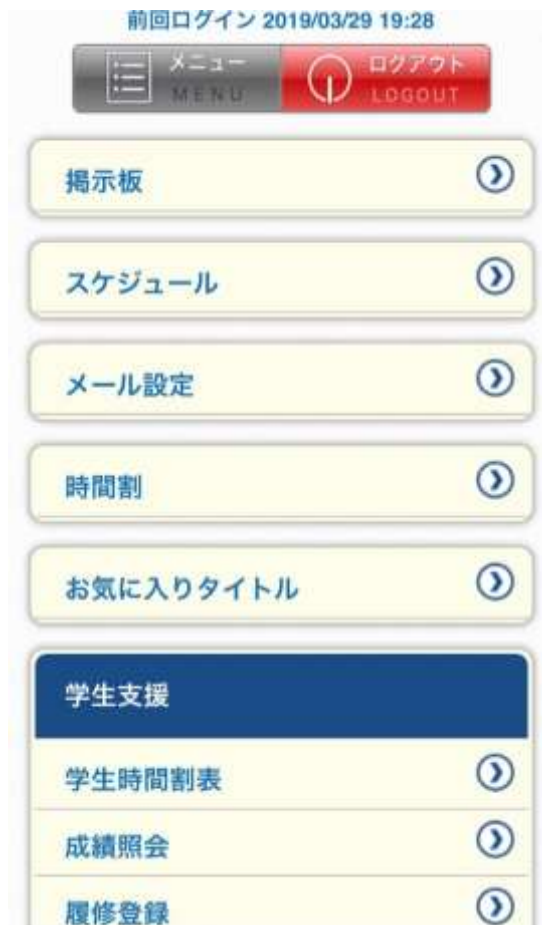 前回ログイン 2019/03/29 19:28
メニュー
MENU
ログアウト
LOGOUT
掲示板
スケジュール
メール設定
時間割
お気に入りタイトル
学生支援
学生時間割表
成績照会
履修登録